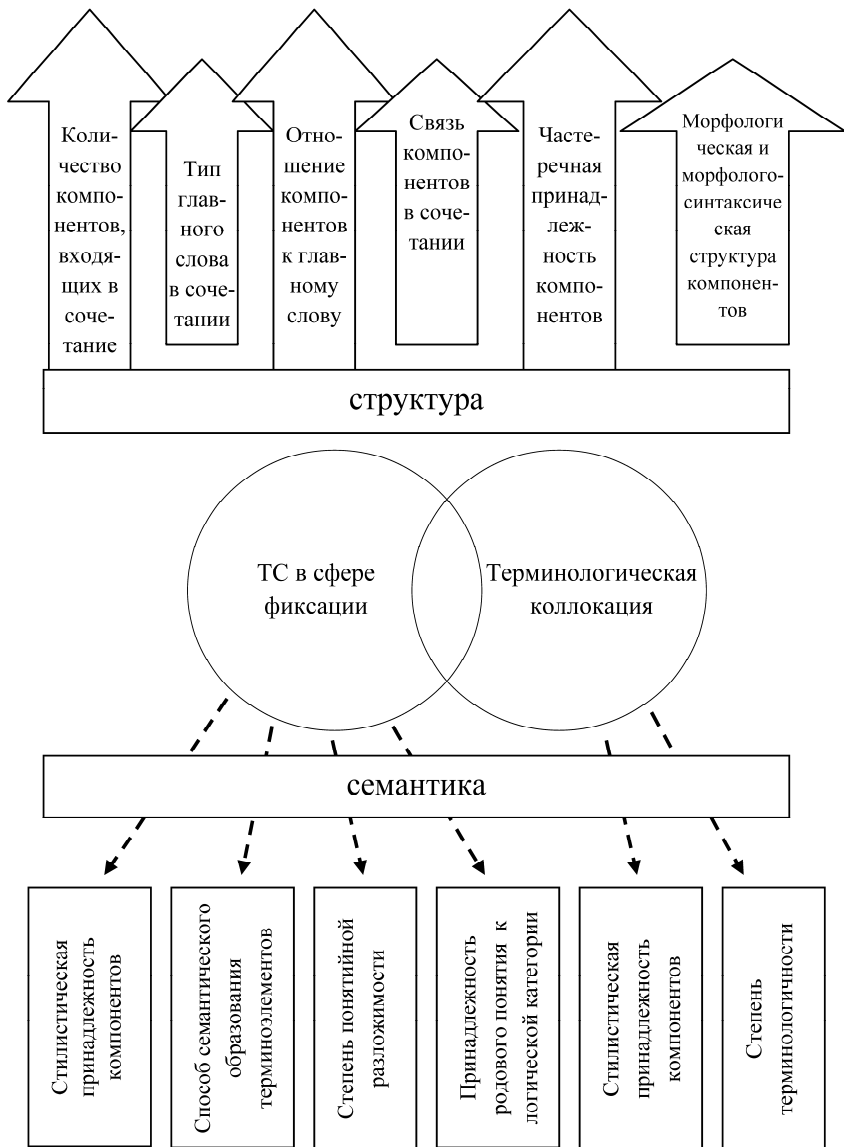 Коли-
чество
компо-
нентов,
входя-
щих в
соче-
тание
Тип
глав-
ного
слова
в соче-
тании
Отно-
шение
компо-
нентов
к глав-
ному
слову
Связь
компо-
нентов
в соче-
тании
Часте-
речная
принад-
леж-
ность
компо-
нентов
Морфологи
ческая и
морфолого-
синтаксиче
ская
структура
компонен-
тов
структура
ТС в сфере
фиксации
Терминологическая
коллокация
семантика
Стилистическая
принадлежность
компонентов
Способ семантического
образования
терминоэлементов
Степень понятийной
разложимости
Принадлежность
родового понятия к
логической категории
Стилистическая
принадлежность
компонентов
Степень
терминологичности